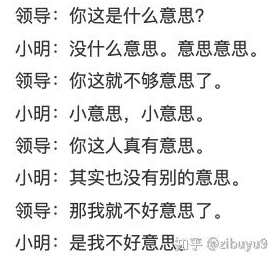 领导：你这是什么意思？
小明：没什么意思。意思意思。
领导：你这就不够意思了。
小明：小意思，小意思。
领导：你这人真有意思。
小明：其实也没有别的意思。
领导：那我就不好意思了。
小明：是我不好意思。
知乎 @zibuyu9